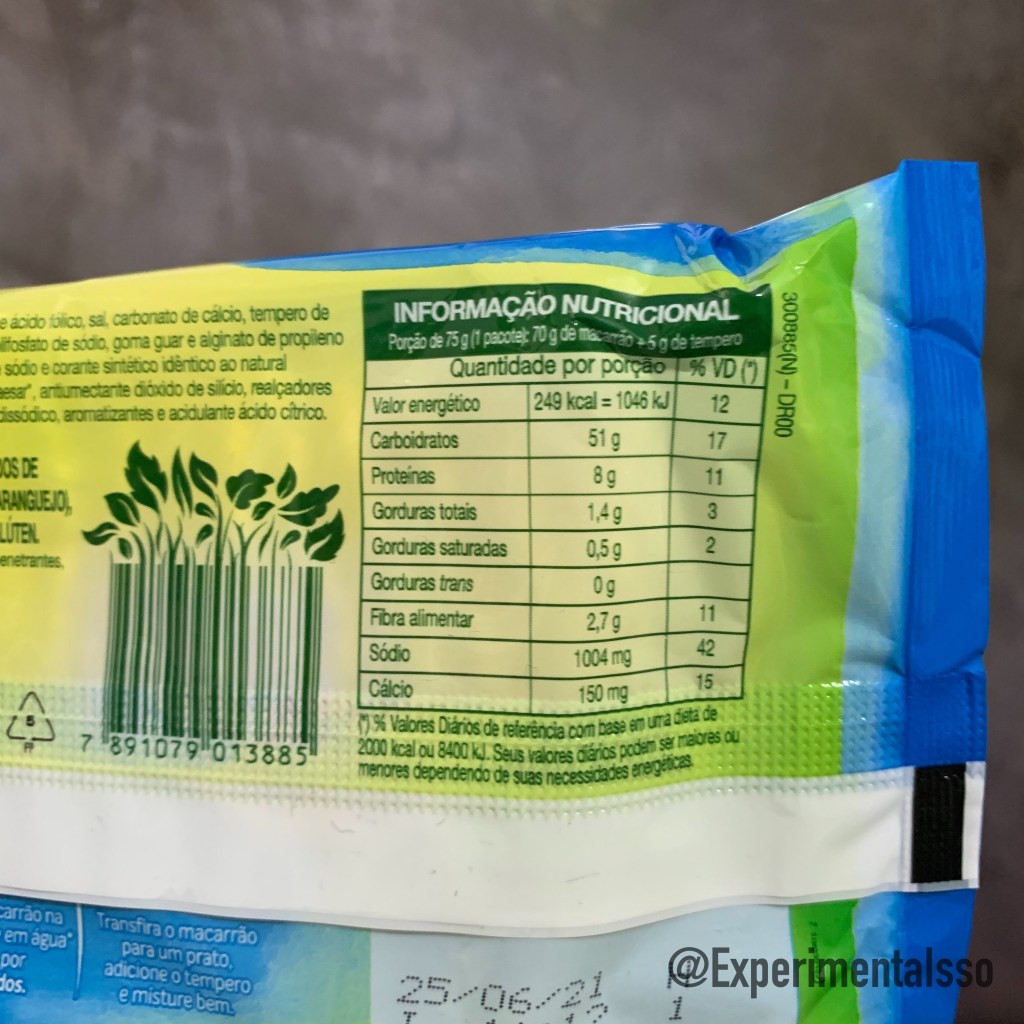 e ácido fólico, sal, carbonato de cálcio, tempero de
lifosfato de sódio, goma guar e alginato de propileno
sódio e corante sintético idêntico ao natural
aesar", antiumectante dióxido de silício, realçadores
dissódico, aromatizantes e acidulante ácido cítrico.
DOS DE
ARANGUEJO),
LÚTEN.
enetrantes,
5
PP
7 891079 013885
INFORMAÇÃO NUTRICIONAL
Porção de 75 g (1 pacote): 70 g de macarrão + 5 g de tempero
Quantidade por porção % VD (*)
Valor energético 249 kcal = 1046 kJ 12
Carboidratos 51 g 17
Proteínas 8 g 11
Gorduras totais 1,4 g 3
Gorduras saturadas 0,5 g 2
Gorduras trans 0 g
Fibra alimentar 2,7 g 11
Sódio 1004 mg 42
Cálcio 150 mg 15
(*) % Valores Diários de referência com base em uma dieta de
2000 kcal ou 8400 kJ. Seus valores diários podem ser maiores ou
menores dependendo de suas necessidades energéticas.
300885(N) - DR00
carrão na
em água*
por
dos.
Transfira o macarrão
para um prato,
adicione o tempero
e misture bem.
25/06/21
1
@ExperimentaIsso